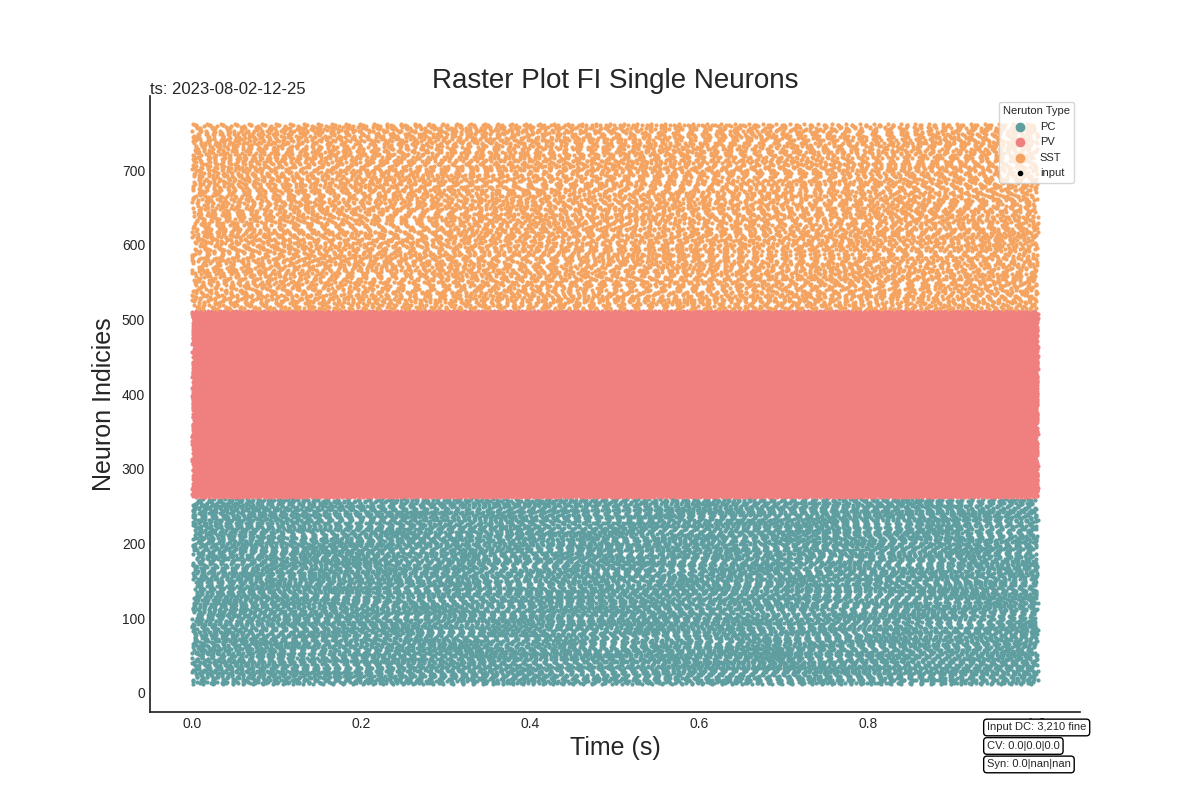 Raster Plot FI Single Neurons
ts: 2023-08-02-12-25
Neruton Type
PC
PV
SST
input
Neuron Indicies
700
600
500
400
300
200
100
0
0.0
0.2
0.4
0.6
0.8
Time (s)
Input DC: 3,210 fine
CV: 0.0|0.0|0.0
Syn: 0.0|nan|nan